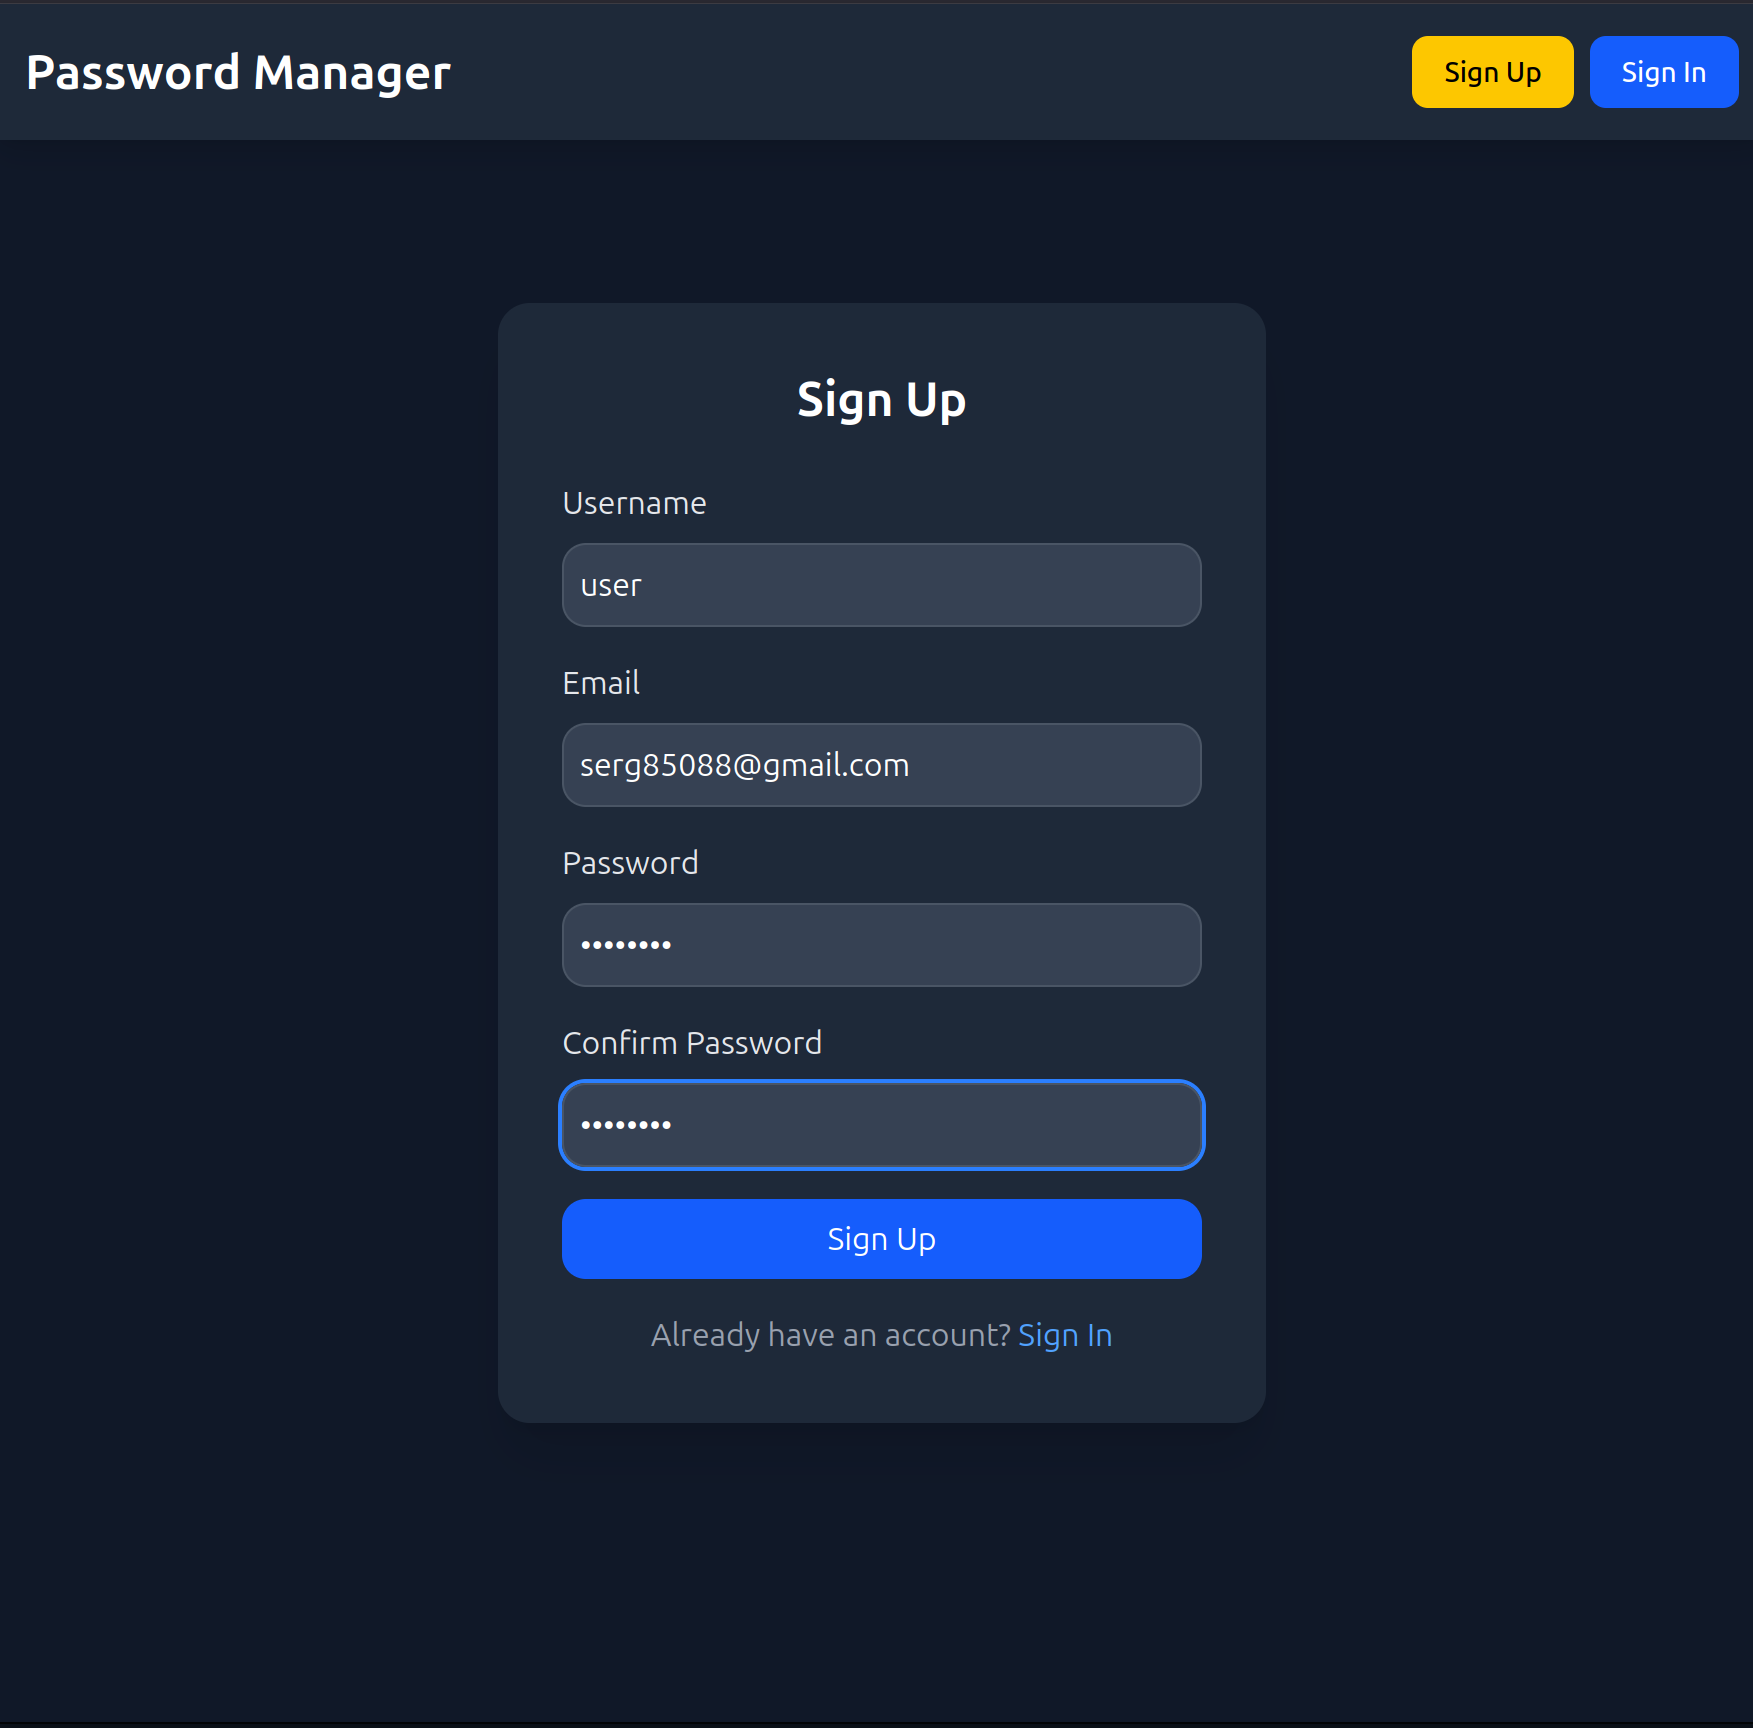 Password Manager
Sign Up
Sign In
Sign Up
Username
user
Email
serg85088@gmail.com
Password
••••••••
Confirm Password
••••••••
Sign Up
Already have an account? Sign In